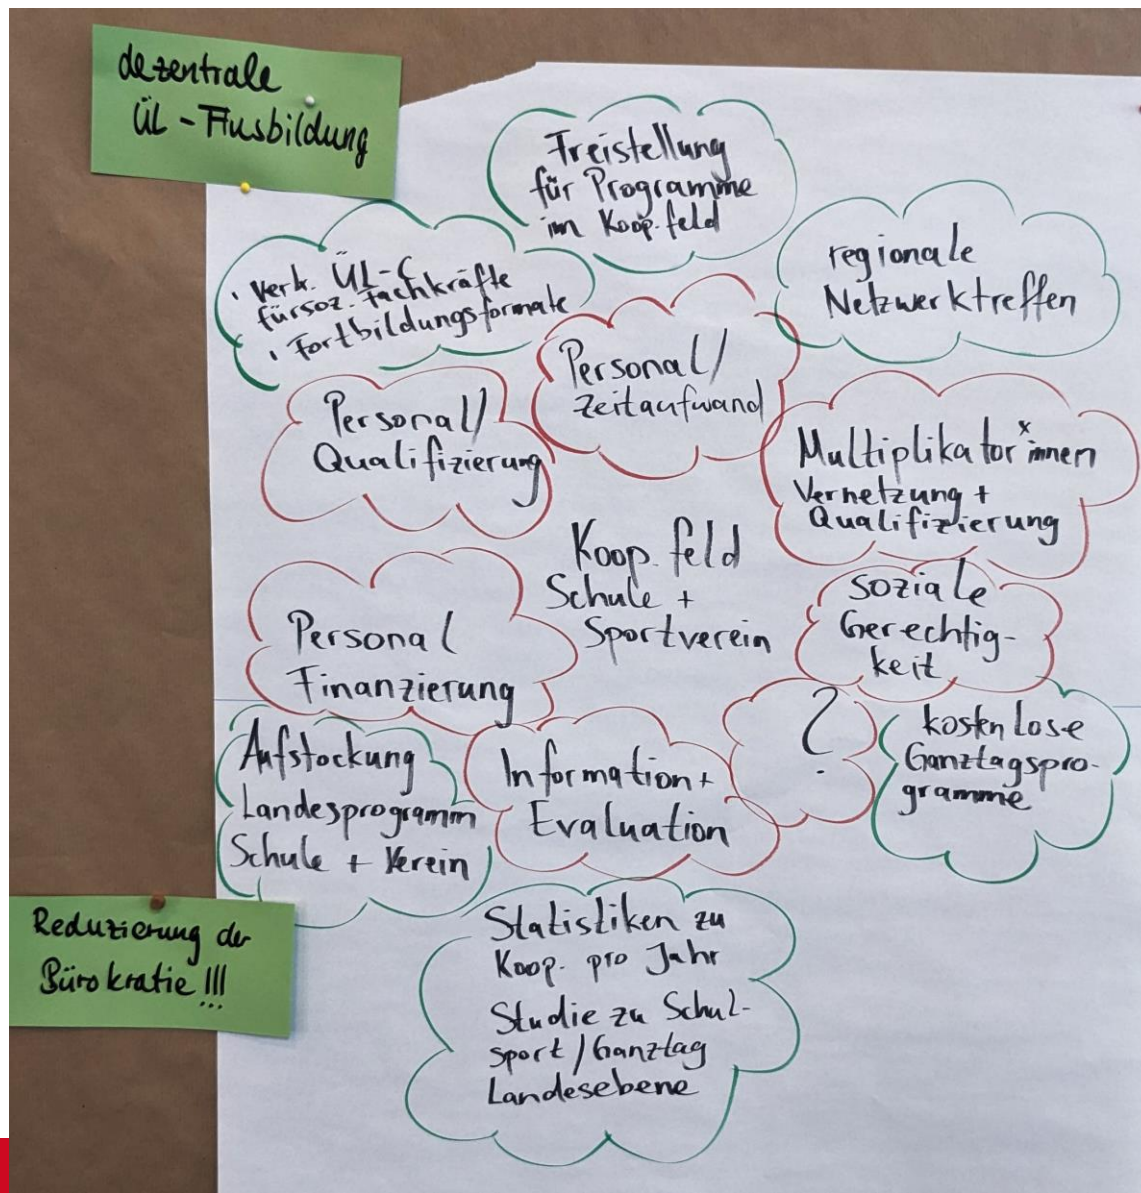 dezentrale
ÜL-Ausbildung
Freistellung
für Programme
im Koop.feld
regionale
Netzwerktreffen
· Verk. ÜL-C
für soz. Fachkräfte
· Fortbildungsformate
Personal/
Zeitaufwand
Personal/
Qualifizierung
Multiplikator*innen
Vernetzung +
Qualifizierung
Koop. feld
Schule +
Sportverein
soziale
Gerechtig-
keit
Personal
Finanzierung
?
kostenlose
Ganztagspro-
gramme
Aufstockung
Landesprogramm
Schule + Verein
Information +
Evaluation
Reduzierung der
Bürokratie!!!
Statistiken zu
Koop. pro Jahr
Studie zu Schul-
sport/Ganztag
Landesebene